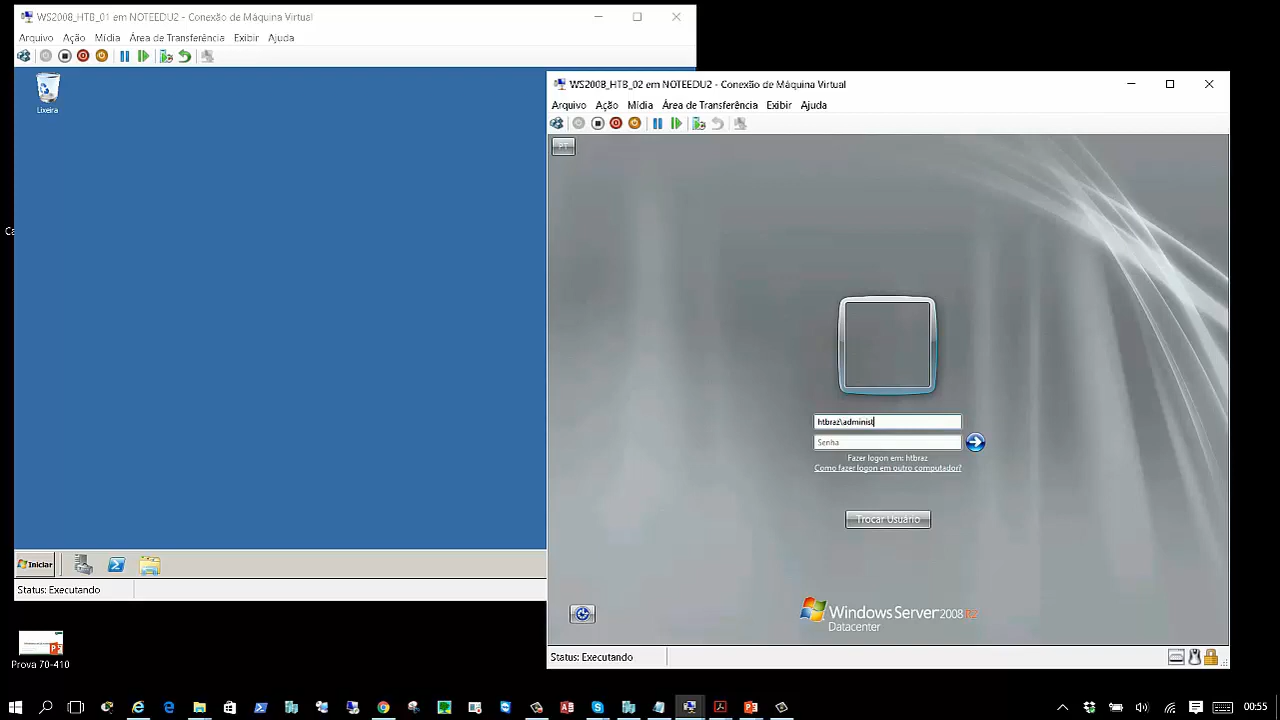 WS2008_HTB_01 em NOTEEDU2 - Conexão de Máquina Virtual
Arquivo Ação Mídia Área de Transferência Exibir Ajuda
Lixeira
Iniciar
Status: Executando
Prova 70-410
WS2008_HTB_02 em NOTEEDU2 - Conexão de Máquina Virtual
Arquivo Ação Mídia Área de Transferência Exibir Ajuda
PT
htbraz\administ
Senha
Fazer logon em: htbraz
Como fazer logon em outro computador?
Trocar Usuário
Windows Server 2008 R2
Datacenter
Status: Executando
00:55